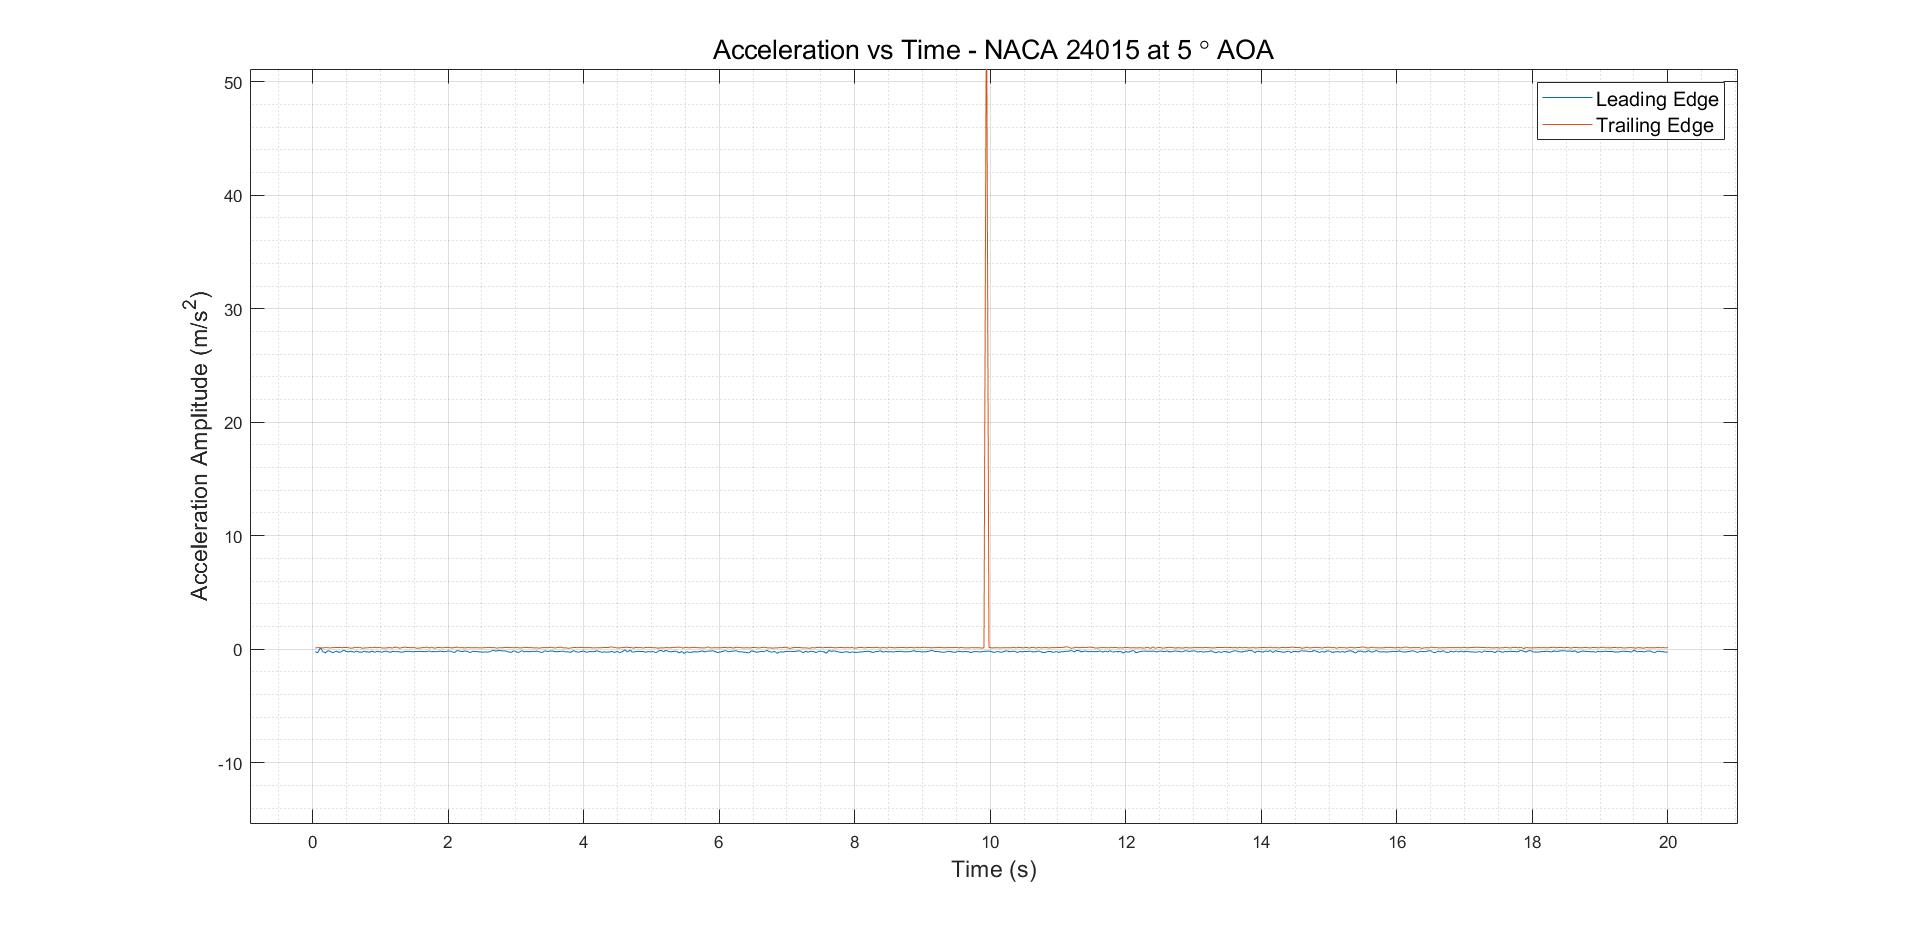 Acceleration vs Time - NACA 24015 at 5 ° AOA
Leading Edge
Trailing Edge
Acceleration Amplitude (m/s²)
50
40
30
20
10
0
-10
0 2 4 6 8 10 12 14 16 18 20
Time (s)